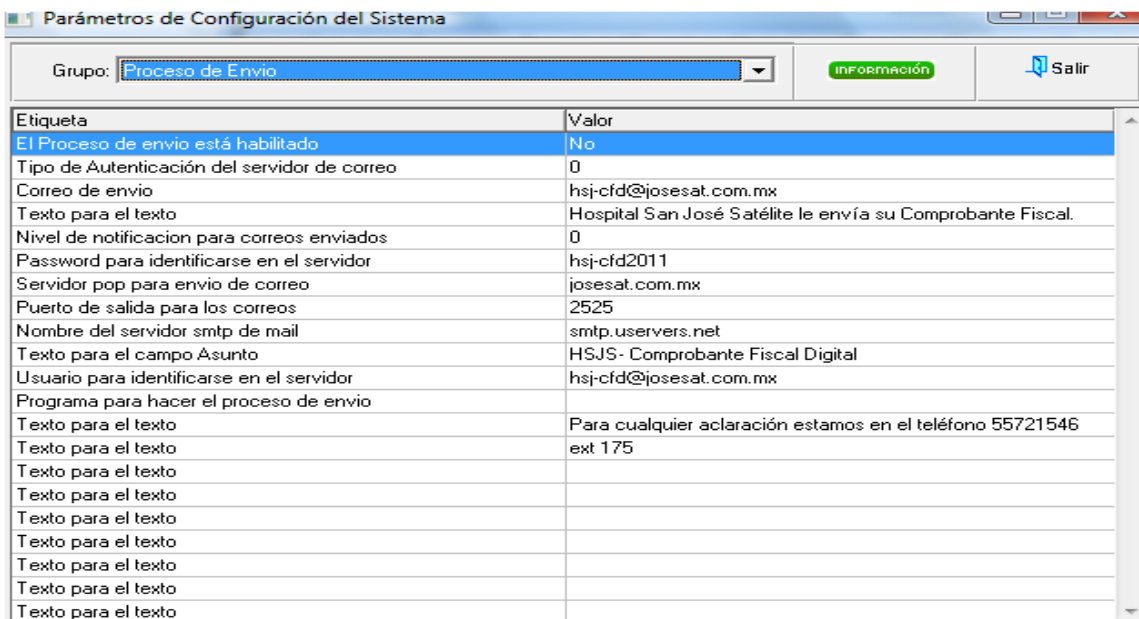 Parámetros de Configuración del Sistema
Grupo: Proceso de Envio INFORMACIÓN Salir
Etiqueta Valor
El Proceso de envio está habilitado No
Tipo de Autenticación del servidor de correo 0
Correo de envio hsj-cfd@josesat.com.mx
Texto para el texto Hospital San José Satélite le envía su Comprobante Fiscal.
Nivel de notificacion para correos enviados 0
Password para identificarse en el servidor hsj-cfd2011
Servidor pop para envio de correo josesat.com.mx
Puerto de salida para los correos 2525
Nombre del servidor smtp de mail smtp.uservers.net
Texto para el campo Asunto HSJS- Comprobante Fiscal Digital
Usuario para identificarse en el servidor hsj-cfd@josesat.com.mx
Programa para hacer el proceso de envio
Texto para el texto Para cualquier aclaración estamos en el teléfono 55721546
Texto para el texto ext 175
Texto para el texto
Texto para el texto
Texto para el texto
Texto para el texto
Texto para el texto
Texto para el texto
Texto para el texto